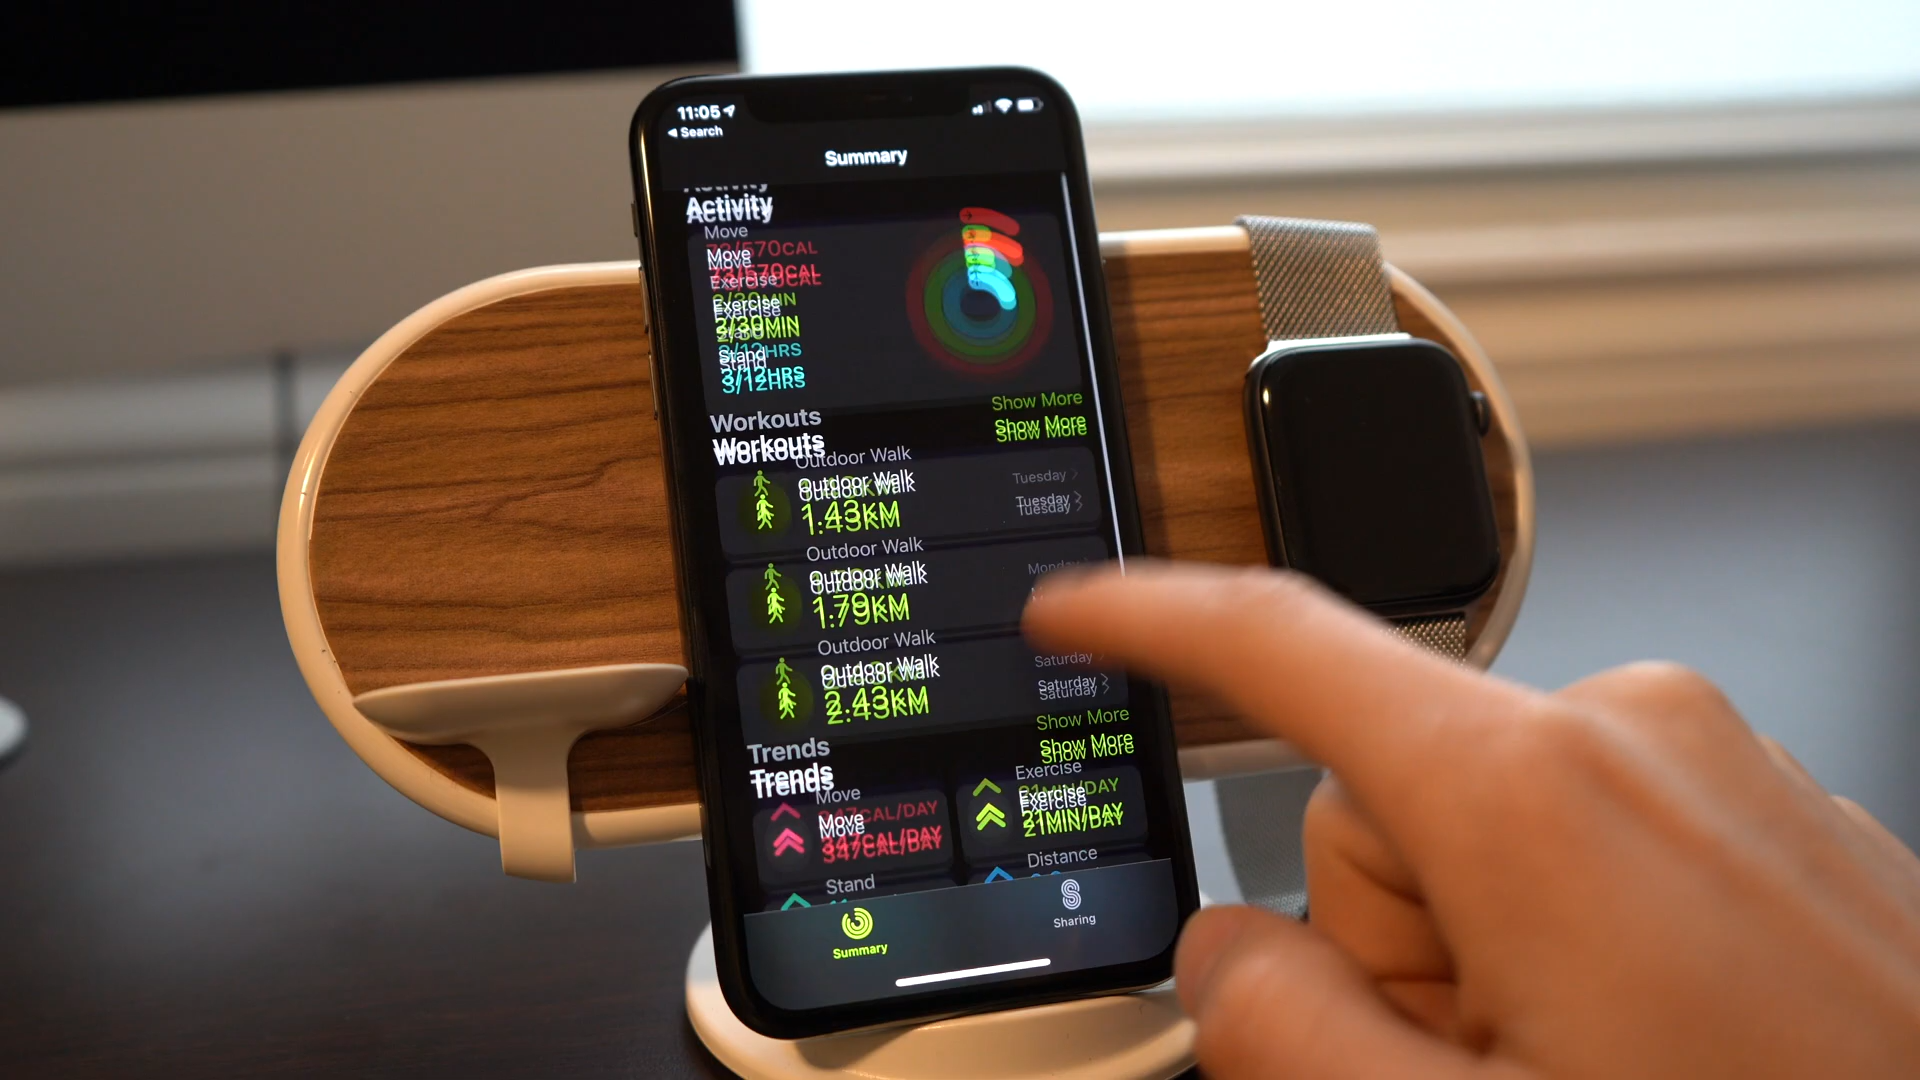 11:05
◀ Search
Summary
Activity
Move
73/570CAL
Exercise
2/30MIN
Stand
3/12HRS
Workouts Show More
Outdoor Walk
1.43KM Tuesday
Outdoor Walk
1.79KM Monday
Outdoor Walk
2.43KM Saturday
Trends Show More
Move
347CAL/DAY
Exercise
21MIN/DAY
Stand
Distance
Summary
Sharing